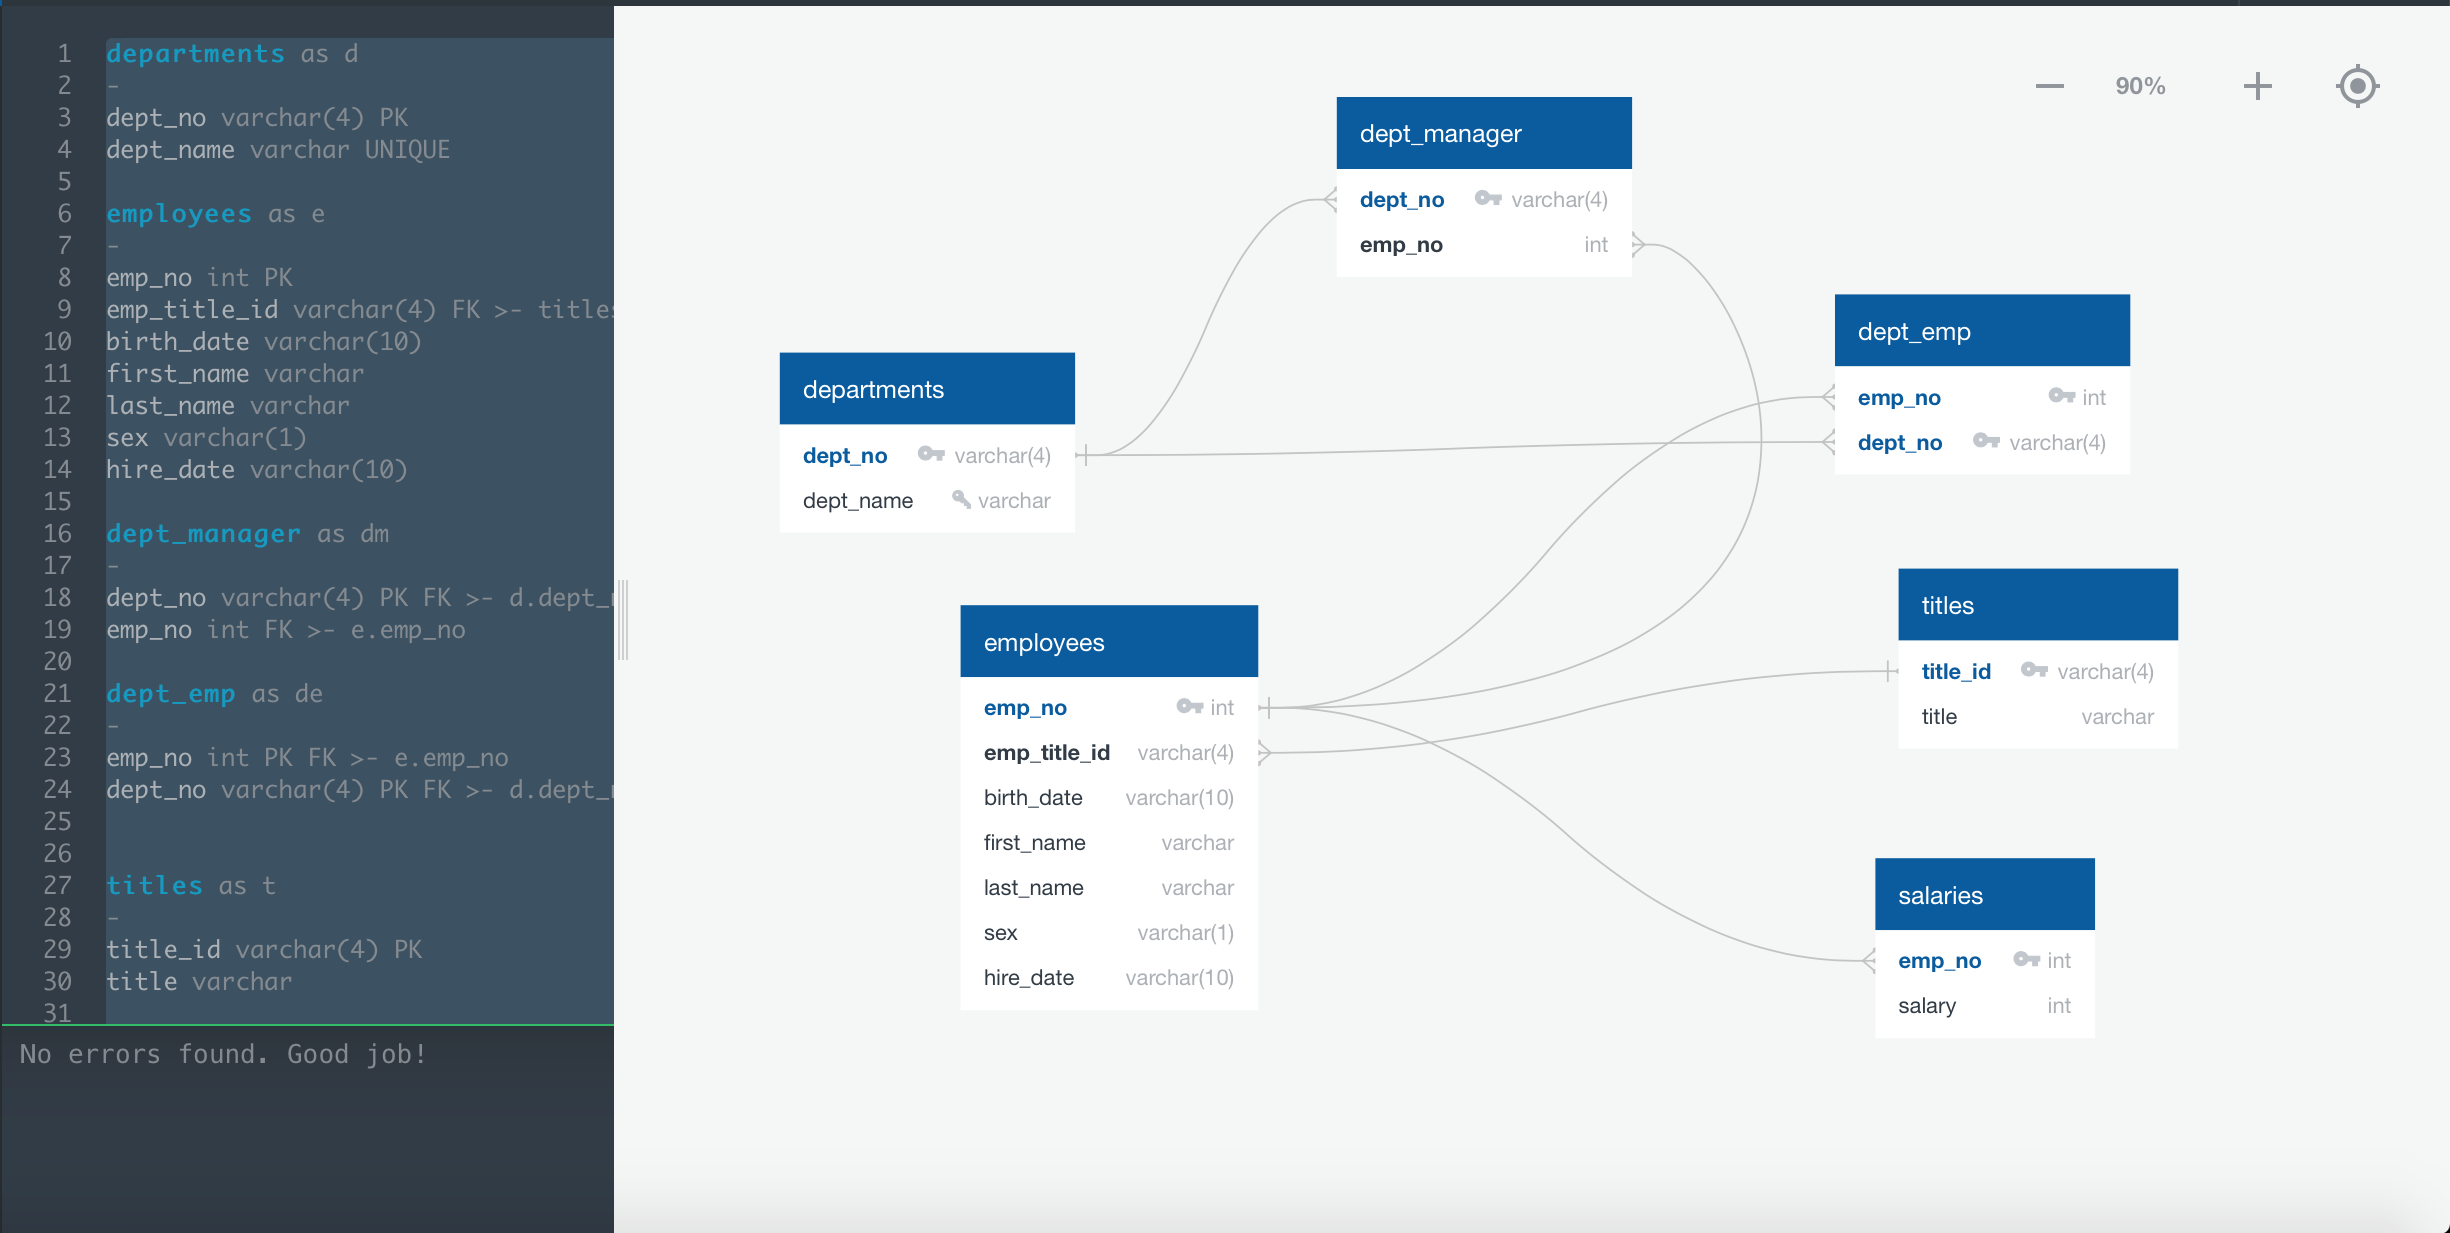 1 departments as d
2 -
3 dept_no varchar(4) PK
4 dept_name varchar UNIQUE
5
6 employees as e
7 -
8 emp_no int PK
9 emp_title_id varchar(4) FK >- titles
10 birth_date varchar(10)
11 first_name varchar
12 last_name varchar
13 sex varchar(1)
14 hire_date varchar(10)
15
16 dept_manager as dm
17 -
18 dept_no varchar(4) PK FK >- d.dept_
19 emp_no int FK >- e.emp_no
20
21 dept_emp as de
22 -
23 emp_no int PK FK >- e.emp_no
24 dept_no varchar(4) PK FK >- d.dept_
25
26
27 titles as t
28 -
29 title_id varchar(4) PK
30 title varchar
31
No errors found. Good job!
90%
dept_manager
dept_no varchar(4)
emp_no int
dept_emp
emp_no int
dept_no varchar(4)
departments
dept_no varchar(4)
dept_name varchar
titles
title_id varchar(4)
title varchar
employees
emp_no int
emp_title_id varchar(4)
birth_date varchar(10)
first_name varchar
last_name varchar
sex varchar(1)
hire_date varchar(10)
salaries
emp_no int
salary int